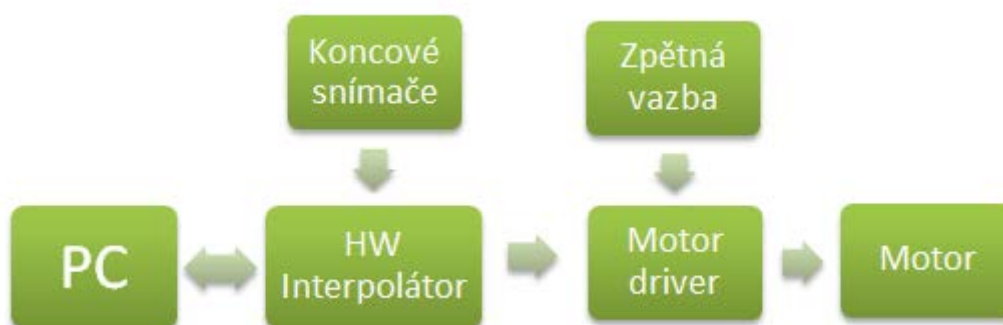 Koncové
snímače
Zpětná
vazba
PC
HW
Interpolátor
Motor
driver
Motor